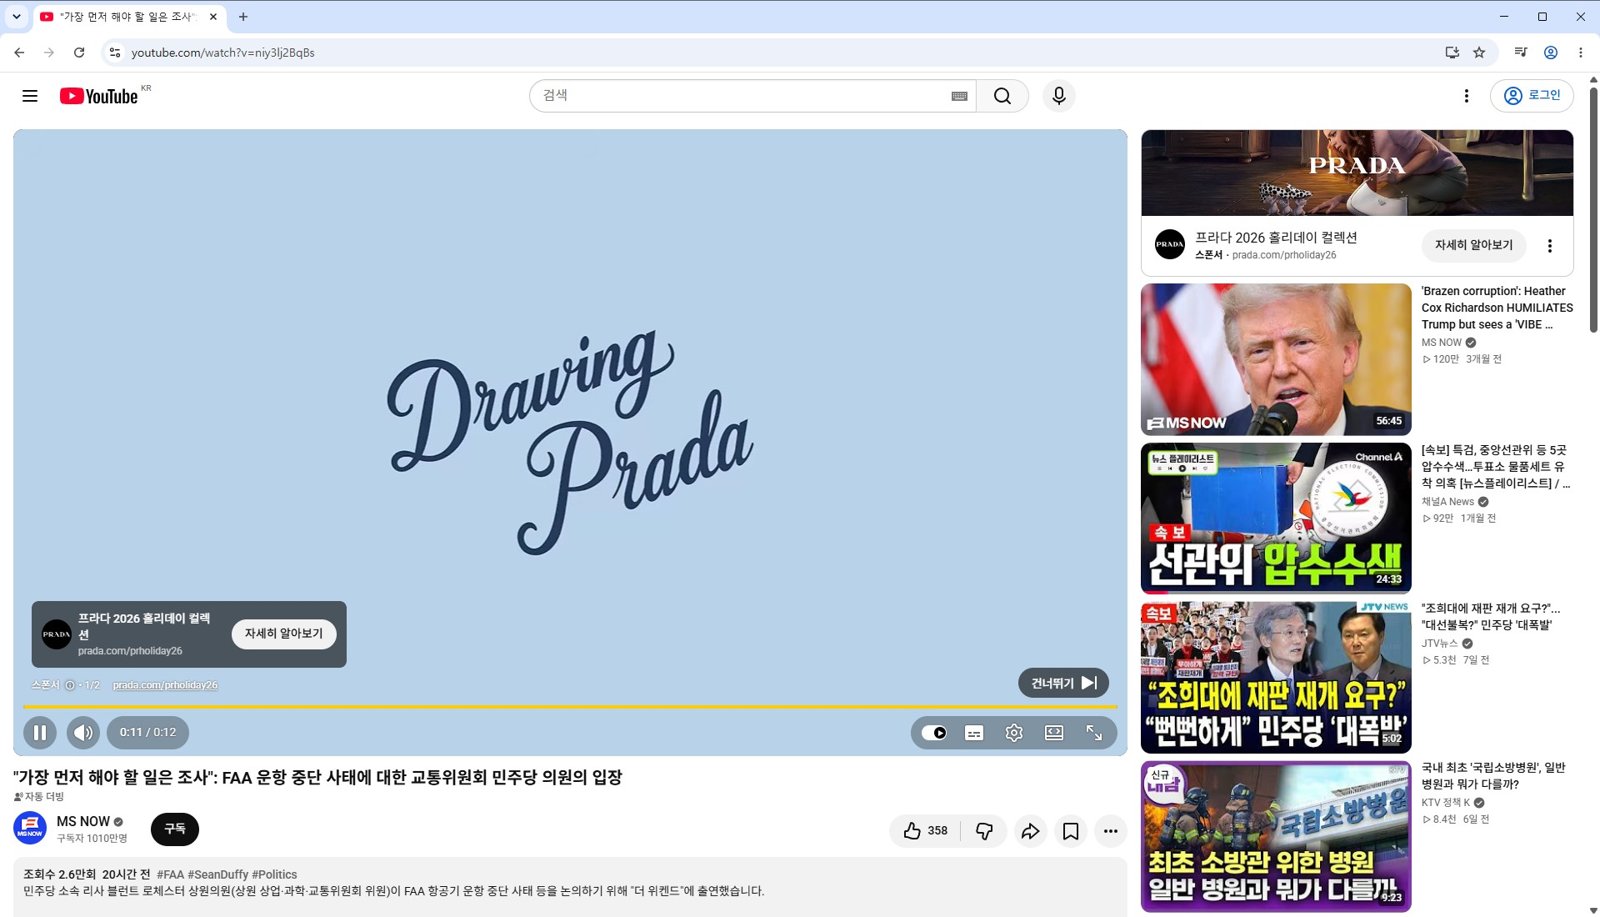 "가장 먼저 해야 할 일은 조사":
youtube.com/watch?v=niy3lj2BqBs
YouTube KR
검색
로그인
Drawing
Prada
PRADA
프라다 2026 홀리데이 컬렉
션
prada.com/prholiday26
자세히 알아보기
스폰서 · 1/2 prada.com/prholiday26
건너뛰기
0:11 / 0:12
"가장 먼저 해야 할 일은 조사": FAA 운항 중단 사태에 대한 교통위원회 민주당 의원의 입장
자동 더빙
MS NOW
MS NOW
구독자 1010만명
구독
358
조회수 2.6만회 20시간 전 #FAA #SeanDuffy #Politics
민주당 소속 리사 블런트 로체스터 상원의원(상원 상업·과학·교통위원회 위원)이 FAA 항공기 운항 중단 사태 등을 논의하기 위해 "더 위켄드"에 출연했습니다.
PRADA
PRADA
프라다 2026 홀리데이 컬렉션
스폰서 · prada.com/prholiday26
자세히 알아보기
MS NOW
56:45
'Brazen corruption': Heather
Cox Richardson HUMILIATES
Trump but sees a 'VIBE ...
MS NOW
120만 3개월 전
뉴스 플레이리스트
Channel A
속보
선관위 압수수색
24:33
[속보] 특검, 중앙선관위 등 5곳
압수수색...투표소 물품세트 유
착 의혹 [뉴스플레이리스트] / ...
채널A News
92만 1개월 전
속보
JTV NEWS
"조희대에 재판 재개 요구?"
"뻔뻔하게" 민주당 '대폭발'
5:02
"조희대에 재판 재개 요구?"...
"대선불복?" 민주당 '대폭발'
JTV뉴스
5.3천 7일 전
신규
국립소방병원
최초 소방관 위한 병원
일반 병원과 뭐가 다를까
9:23
국내 최초 '국립소방병원', 일반
병원과 뭐가 다를까?
KTV 정책 K
8.4천 6일 전